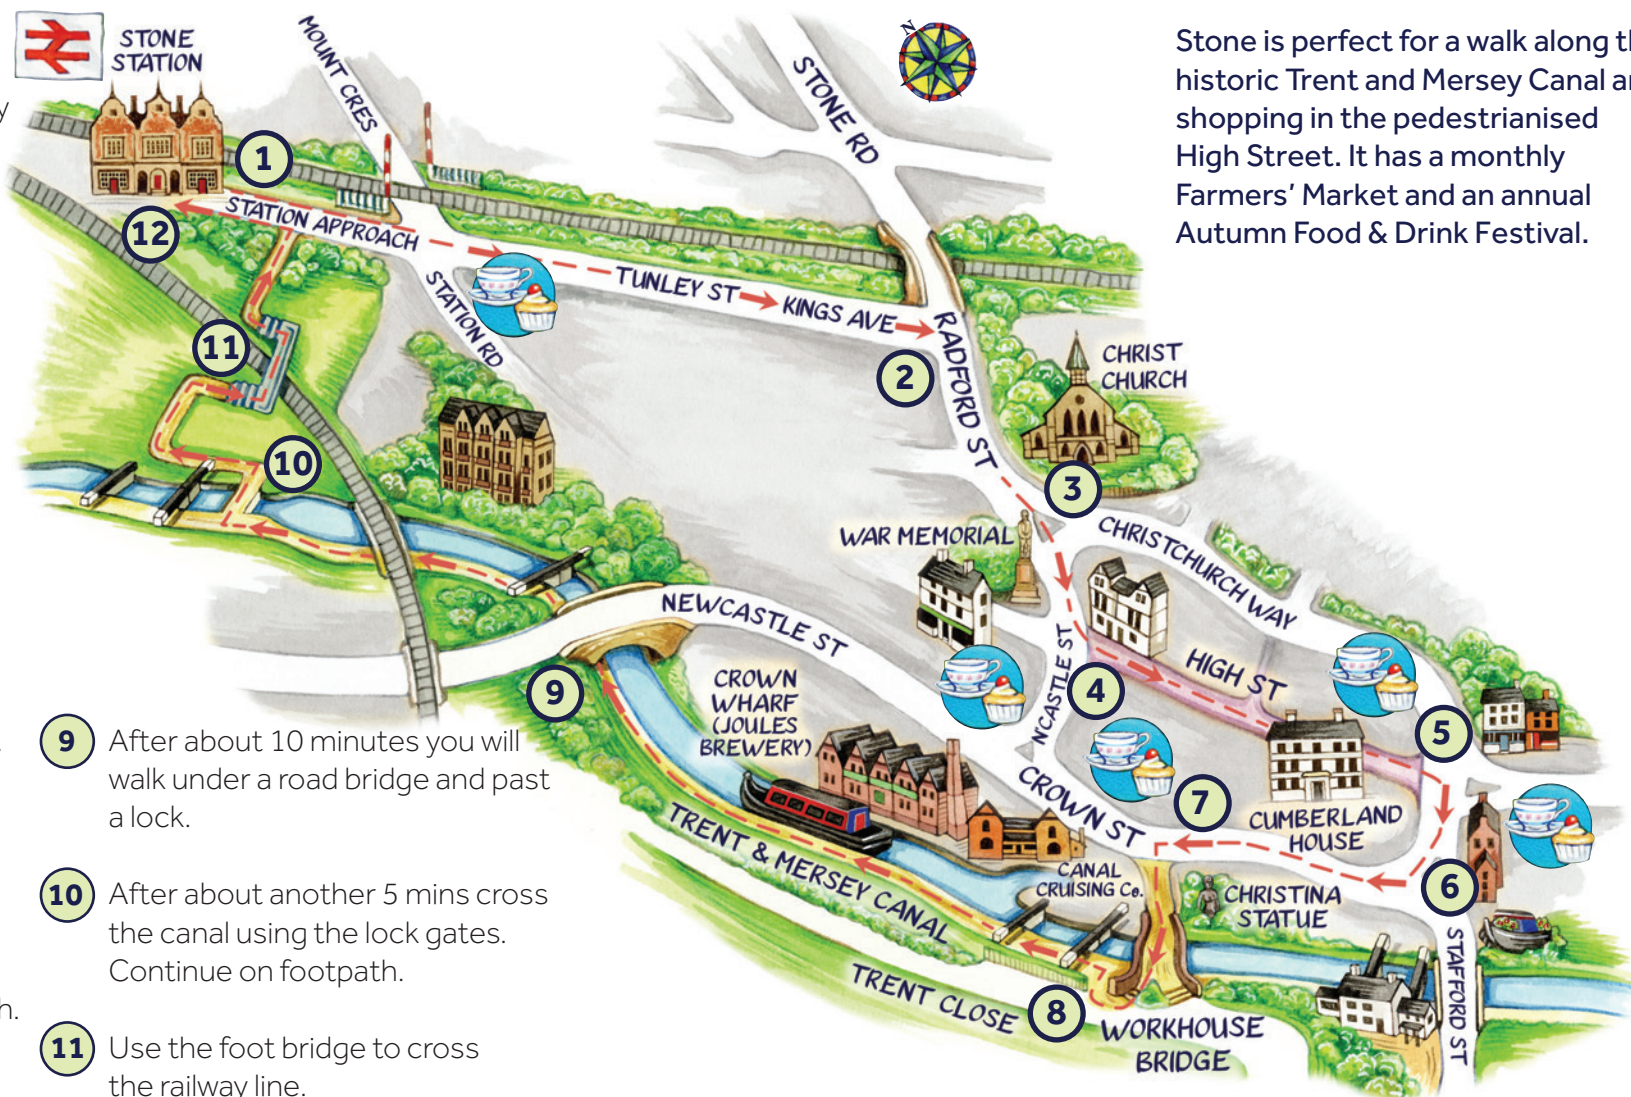 STONE
STATION
y
MOUNT CRES
N
STONE RD
Stone is perfect for a walk along th
historic Trent and Mersey Canal an
shopping in the pedestrianised
High Street. It has a monthly
Farmers' Market and an annual
Autumn Food & Drink Festival.
1
12
STATION APPROACH
TUNLEY ST
KINGS AVE
STATION RD
RADFORD ST
11
2
CHRIST
CHURCH
10
3
WAR MEMORIAL
CHRISTCHURCH WAY
NEWCASTLE ST
NCASTLE ST
HIGH ST
9
CROWN
WHARF
(JOULES
BREWERY)
4
5
7
CROWN ST
CUMBERLAND
HOUSE
TRENT & MERSEY CANAL
CANAL
CRUISING Co.
CHRISTINA
STATUE
6
STAFFORD ST
TRENT CLOSE
8
WORKHOUSE
BRIDGE
9 After about 10 minutes you will
walk under a road bridge and past
a lock.
10 After about another 5 mins cross
the canal using the lock gates.
Continue on footpath.
h.
11 Use the foot bridge to cross
the railway line.